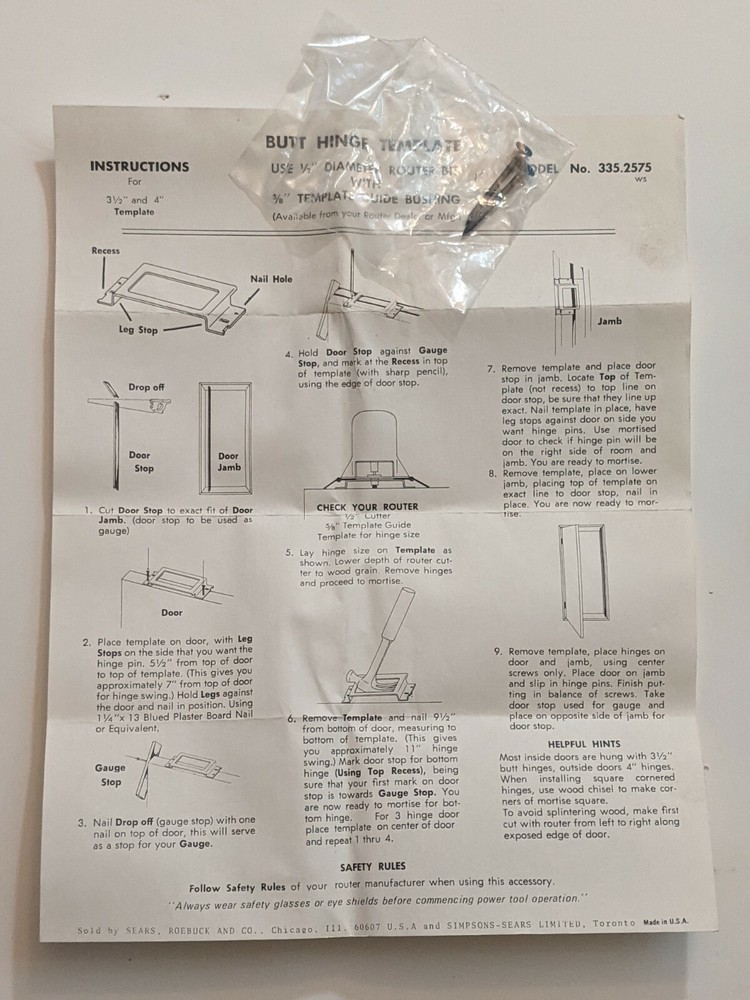 BUTT HINGE TEMPLATE
INSTRUCTIONS
For
3½" and 4"
Template
USE ½" DIAMETER ROUTER BIT
WITH
⅝" TEMPLATE GUIDE BUSHING
(Available from your Router Dealer or Mfg.
No. 335.2575
ws
Recess
Nail Hole
Leg Stop
Drop off
Door
Stop
Door
Jamb
1. Cut Door Stop to exact fit of Door
Jamb. (door stop to be used as
gauge)
Door
2. Place template on door, with Leg
Stops on the side that you want the
hinge pin. 5½" from top of door
to top of template. (This gives you
approximately 7" from top of door
for hinge swing.) Hold Legs against
the door and nail in position. Using
1¼"x 13 Blued Plaster Board Nail
or Equivalent.
Gauge
Stop
3. Nail Drop off (gauge stop) with one
nail on top of door, this will serve
as a stop for your Gauge.
4. Hold Door Stop against Gauge
Stop, and mark at the Recess in top
of template (with sharp pencil),
using the edge of door stop.
CHECK YOUR ROUTER
½" Cutter
⅝" Template Guide
Template for hinge size
5. Lay hinge size on Template as
shown. Lower depth of router cut-
ter to wood grain. Remove hinges
and proceed to mortise.
6. Remove Template and nail 9½"
from bottom of door, measuring to
bottom of template. (This gives
you approximately 11" hinge
swing.) Mark door stop for bottom
hinge (Using Top Recess), being
sure that your first mark on door
stop is towards Gauge Stop. You
are now ready to mortise for bot-
tom hinge. For 3 hinge door
place template on center of door
and repeat 1 thru 4.
Jamb
7. Remove template and place door
stop in jamb. Locate Top of Tem-
plate (not recess) to top line on
door stop, be sure that they line up
exact. Nail template in place, have
leg stops against door on side you
want hinge pins. Use mortised
door to check if hinge pin will be
on the right side of room and
jamb. You are ready to mortise.
8. Remove template, place on lower
jamb, placing top of template on
exact line to door stop, nail in
place. You are now ready to mor-
tise.
9. Remove template, place hinges on
door and jamb, using center
screws only. Place door on jamb
and slip in hinge pins. Finish put-
ting in balance of screws. Take
door stop used for gauge and
place on opposite side of jamb for
door stop.
HELPFUL HINTS
Most inside doors are hung with 3½"
butt hinges, outside doors 4" hinges.
When installing square cornered
hinges, use wood chisel to make cor-
ners of mortise square.
To avoid splintering wood, make first
cut with router from left to right along
exposed edge of door.
SAFETY RULES
Follow Safety Rules of your router manufacturer when using this accessory.
"Always wear safety glasses or eye shields before commencing power tool operation."
Sold by SEARS, ROEBUCK AND CO., Chicago, Ill. 60607 U.S.A and SIMPSONS-SEARS LIMITED, Toronto Made in U.S.A.